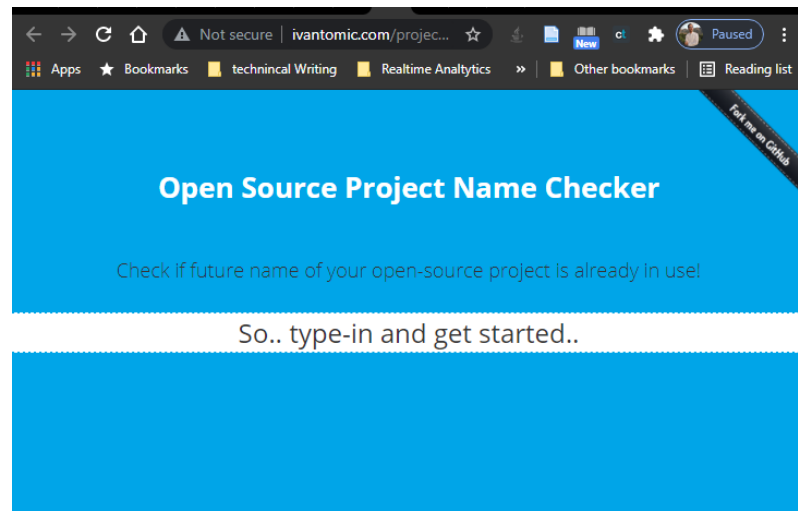 Not secure | ivantomic.com/projec...
New
ct
Paused
Apps
Bookmarks
technincal Writing
Realtime Analtytics
»
Other bookmarks
Reading list
Fork me on GitHub
Open Source Project Name Checker
Check if future name of your open-source project is already in use!
So.. type-in and get started..